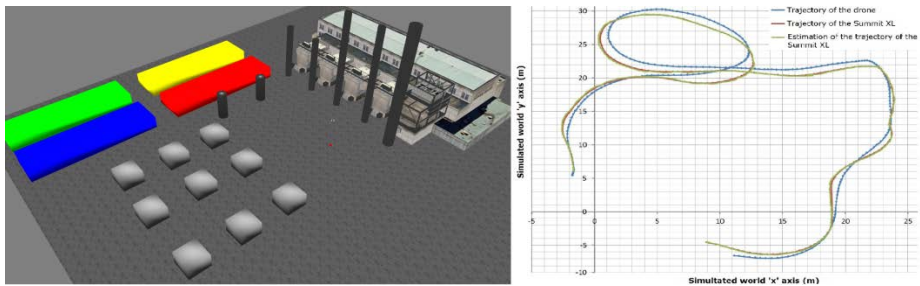 30
25
20
15
10
5
0
-5
-10
-5
0
5
10
15
20
25
Simulated world 'y' axis (m)
Simultated world 'x' axis (m)
Trajectory of the drone
Trajectory of the Summit XL
Estimation of the trajectory of the
Summit XL